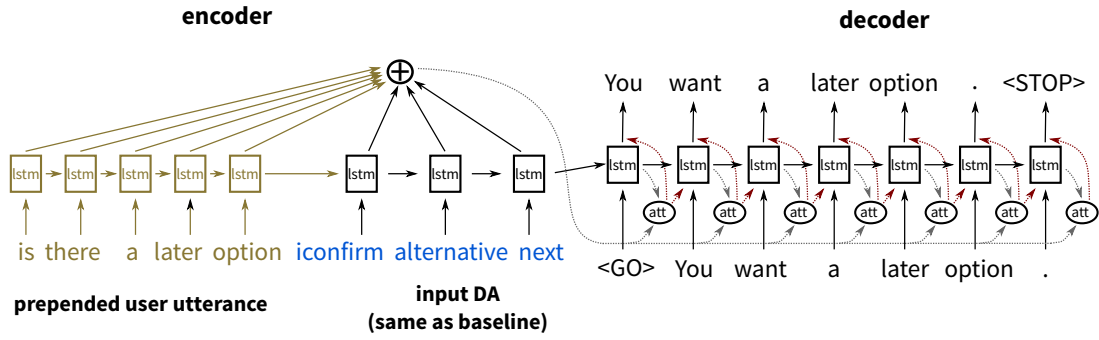 encoder
decoder
You want a later option . <STOP>
lstm lstm lstm lstm lstm lstm lstm lstm lstm lstm lstm lstm lstm lstm lstm
att att att att att att att
is there a later option iconfirm alternative next
<GO> You want a later option .
prepended user utterance
input DA
(same as baseline)